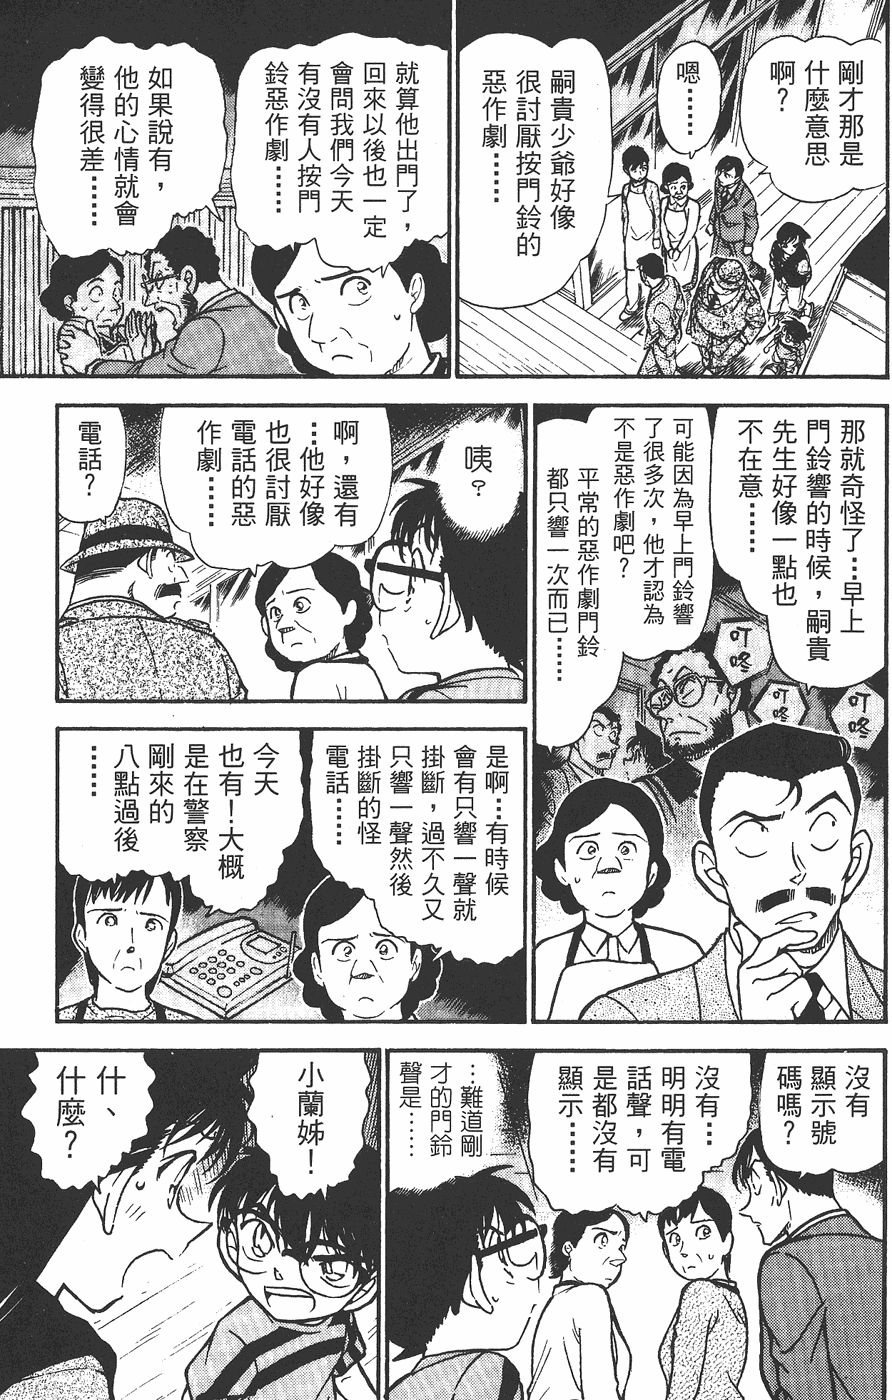 剛才那是
什麼意思
啊?
嗯……
嗣貴少爺好像
很討厭按門鈴的
惡作劇……
就算他出門了,
回來以後也一定
會問我們今天
有沒有人按門
鈴惡作劇……
如果說有,
他的心情就會
變得很差……
那就奇怪了…早上
門鈴響的時候,嗣貴
先生好像一點也
不在意……
可能因為早上門鈴響
了很多次,他才認為
不是惡作劇吧?
平常的惡作劇門鈴
都只響一次而已……
叮咚
叮咚
叮咚
咦?
啊,還有
…他好像
也很討厭
電話的惡
作劇……
電話?
是啊…有時候
會有只響一聲就
掛斷,過不久又
只響一聲然後
掛斷的怪
電話……
今天
也有!大概
是在警察
剛來的
八點過後
……
沒有
顯示號
碼嗎?
沒有…
明明有電
話聲,可
是都沒有
顯示……
…難道剛
才的門鈴
聲是……
小蘭姊!
什、
什麼?